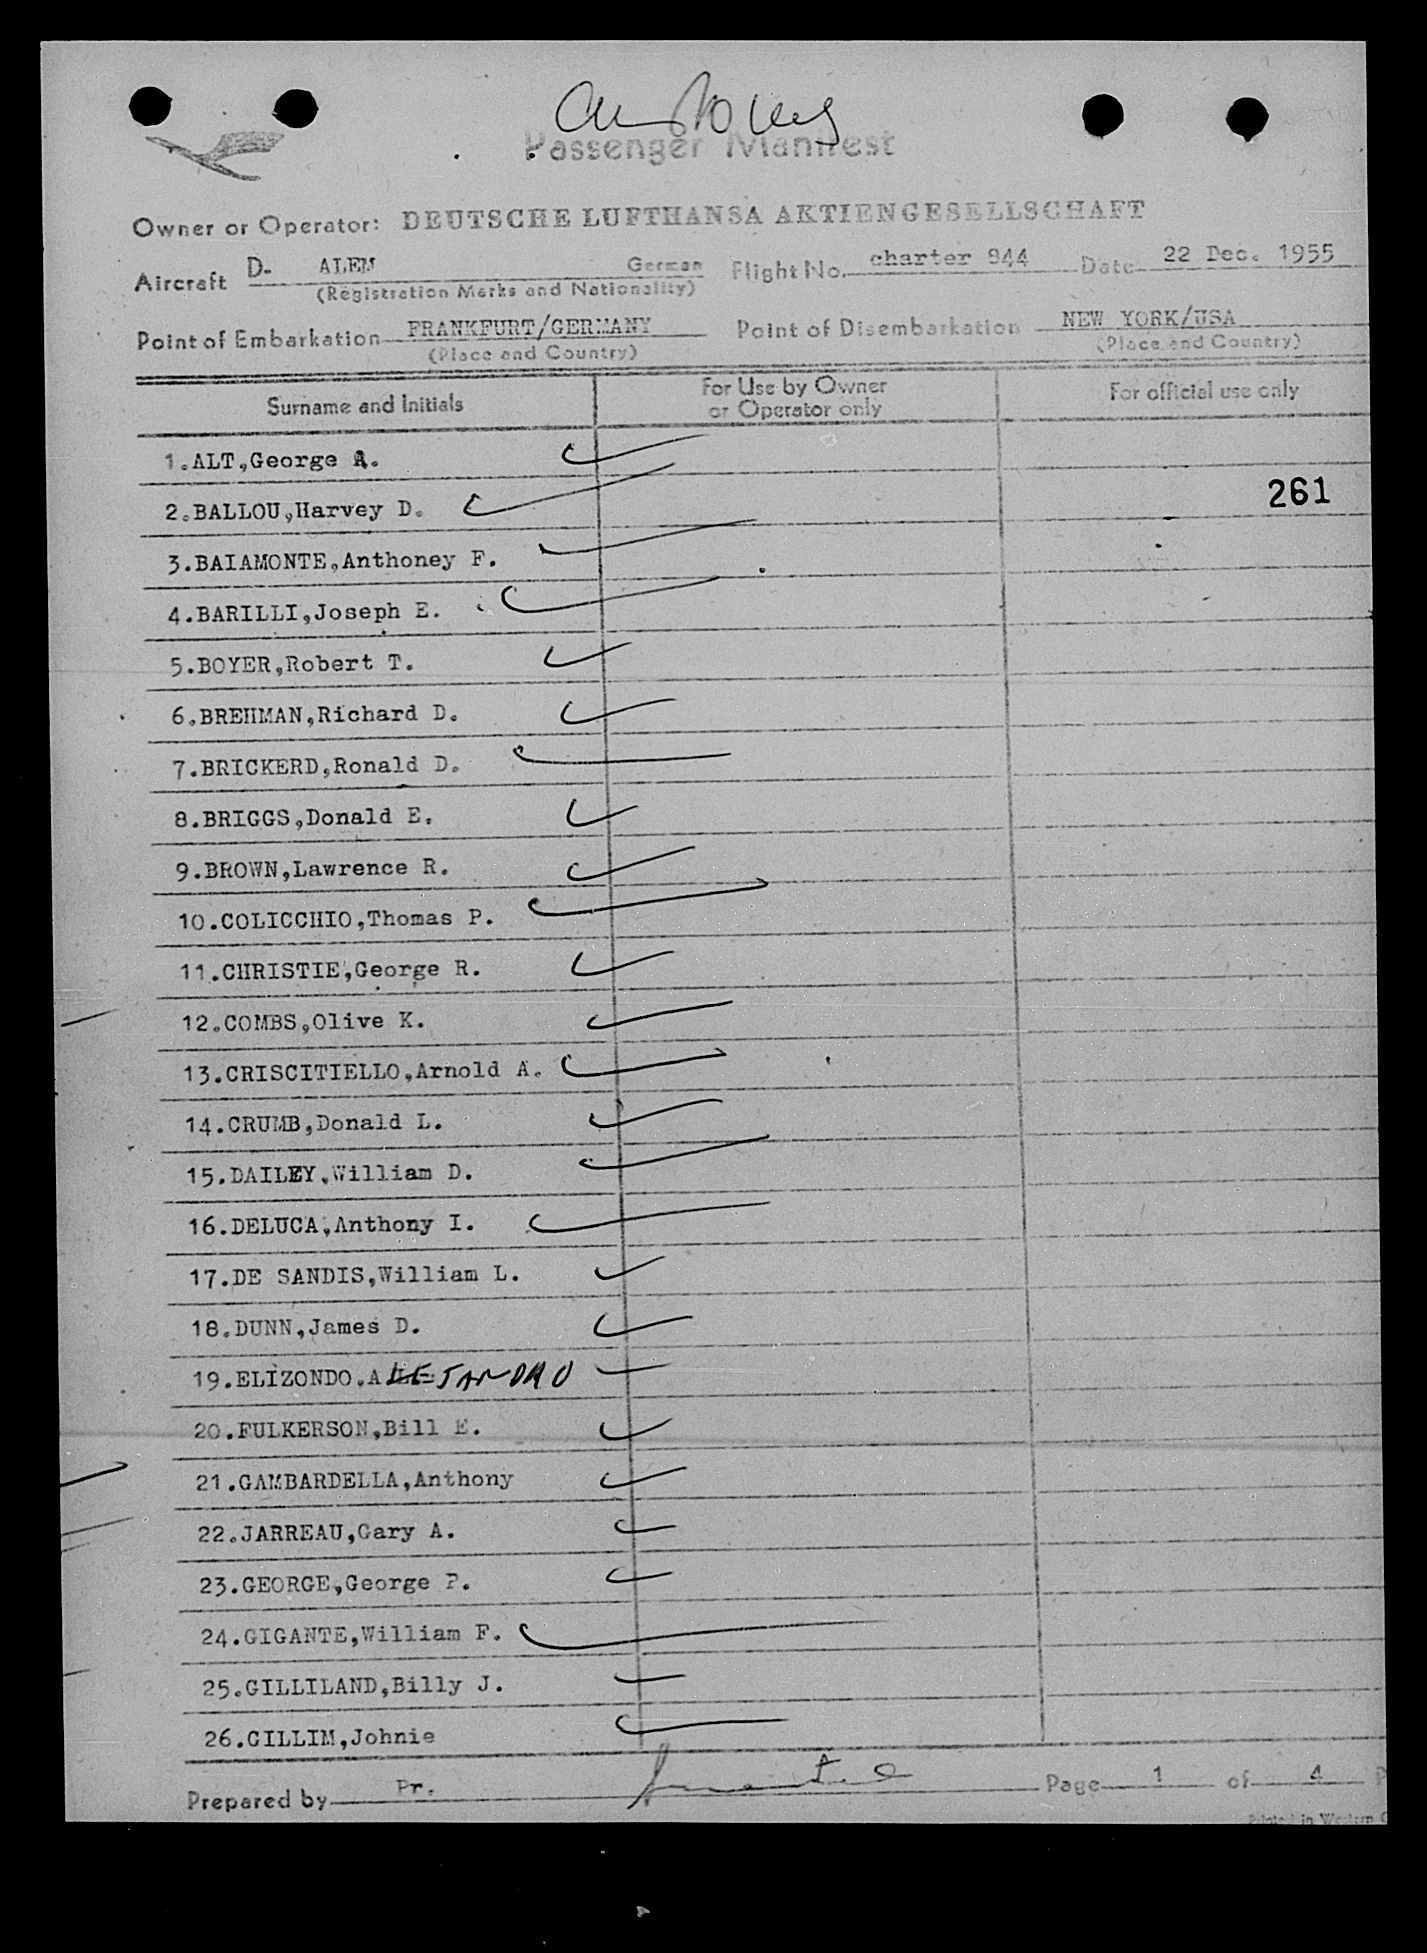 Customs
Passenger Manifest
Owner or Operator: DEUTSCHE LUFTHANSA AKTIENGESELLSCHAFT
Aircraft D- ALEM German Flight No. charter 944 Date 22 Dec. 1955
(Registration Marks and Nationality)
Point of Embarkation FRANKFURT/GERMANY Point of Disembarkation NEW YORK/USA
(Place and Country) (Place and Country)
Surname and Initials For Use by Owner or Operator only For official use only
1.ALT,George A.
2.BALLOU,Harvey D. 261
3.BAIAMONTE,Anthoney F.
4.BARILLI,Joseph E.
5.BOYER,Robert T.
6.BREHMAN,Richard D.
7.BRICKERD,Ronald D.
8.BRIGGS,Donald E.
9.BROWN,Lawrence R.
10.COLICCHIO,Thomas P.
11.CHRISTIE,George R.
12.COMBS,Olive K.
13.CRISCITIELLO,Arnold A.
14.CRUMB,Donald L.
15.DAILEY,William D.
16.DELUCA,Anthony I.
17.DE SANDIS,William L.
18.DUNN,James D.
19.ELIZONDO,ALEJANDRO
20.FULKERSON,Bill E.
21.GAMBARDELLA,Anthony
22.JARREAU,Gary A.
23.GEORGE,George P.
24.GIGANTE,William F.
25.GILLILAND,Billy J.
26.GILLIM,Johnie
Prepared by Pr. Page 1 of 4 P
Printed in Western G